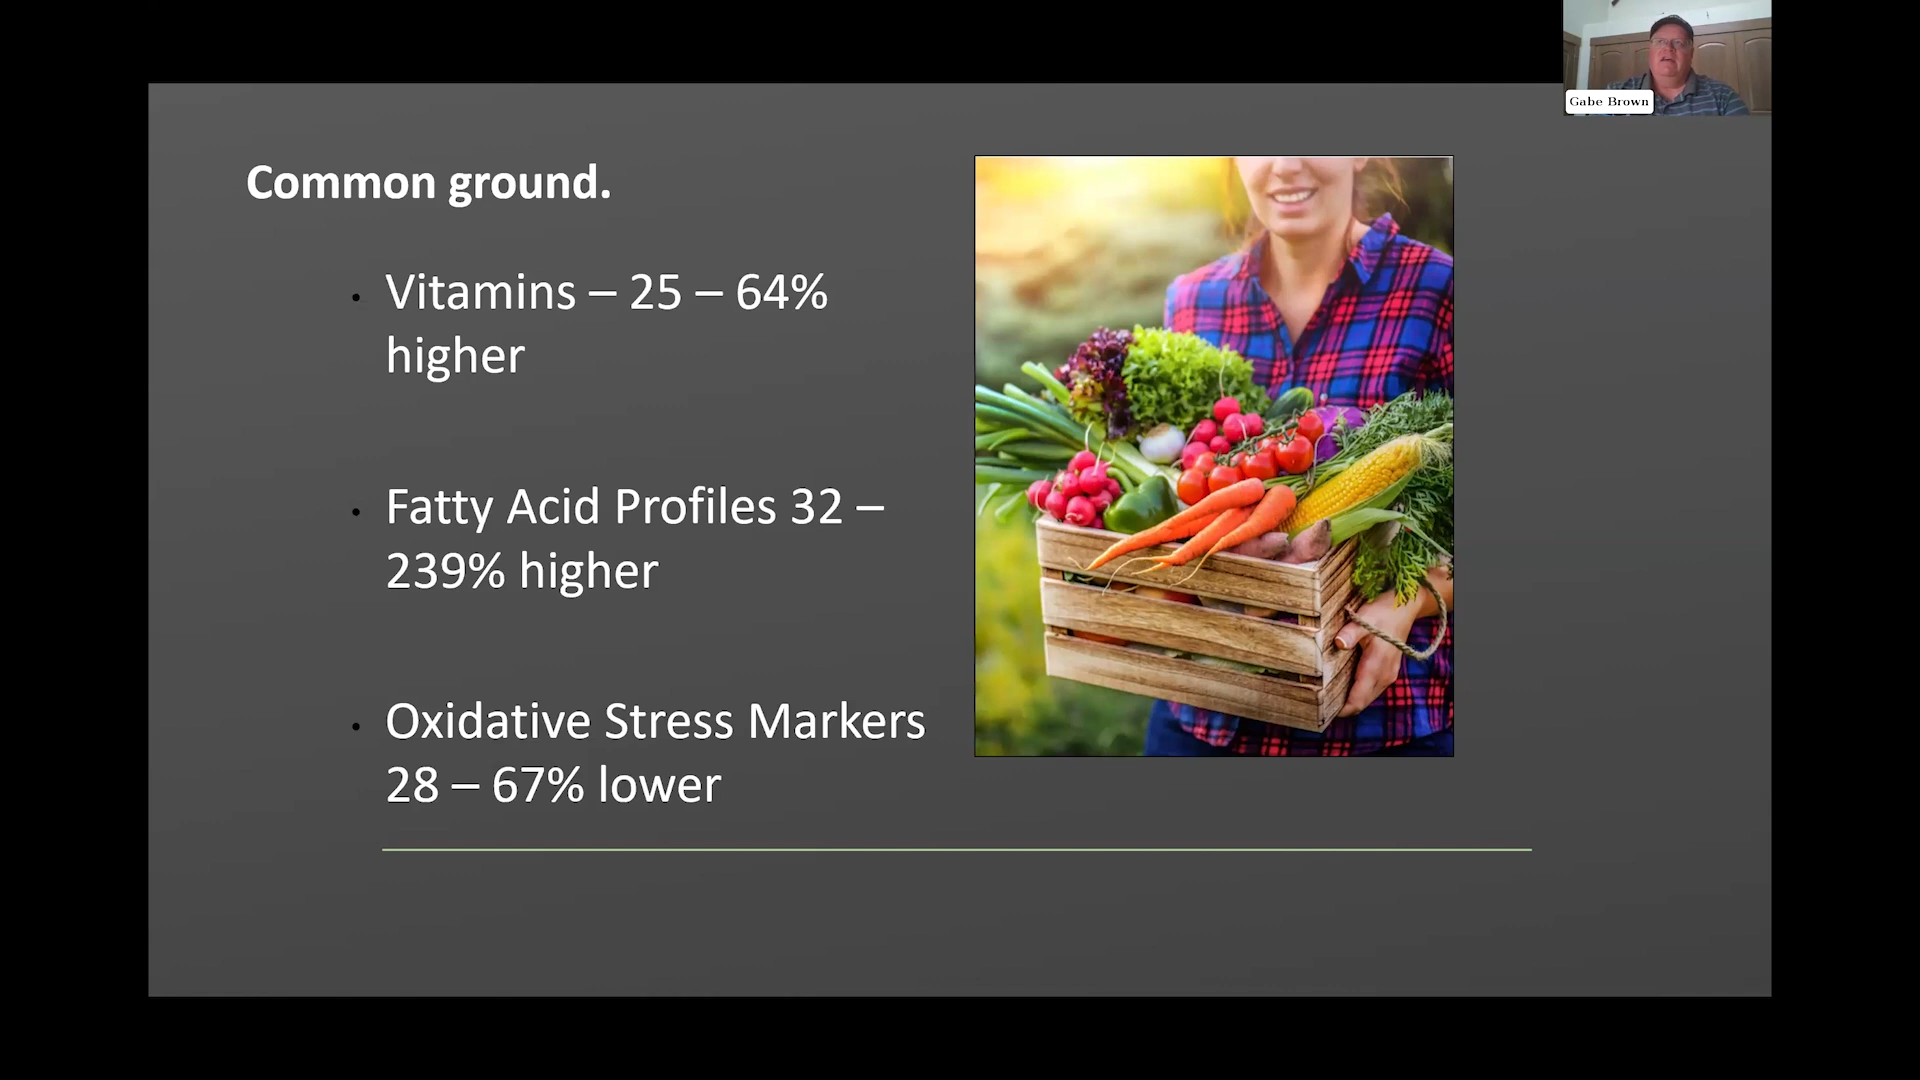 Gabe Brown
Common ground.
• Vitamins – 25 – 64%
higher
• Fatty Acid Profiles 32 –
239% higher
• Oxidative Stress Markers
28 – 67% lower